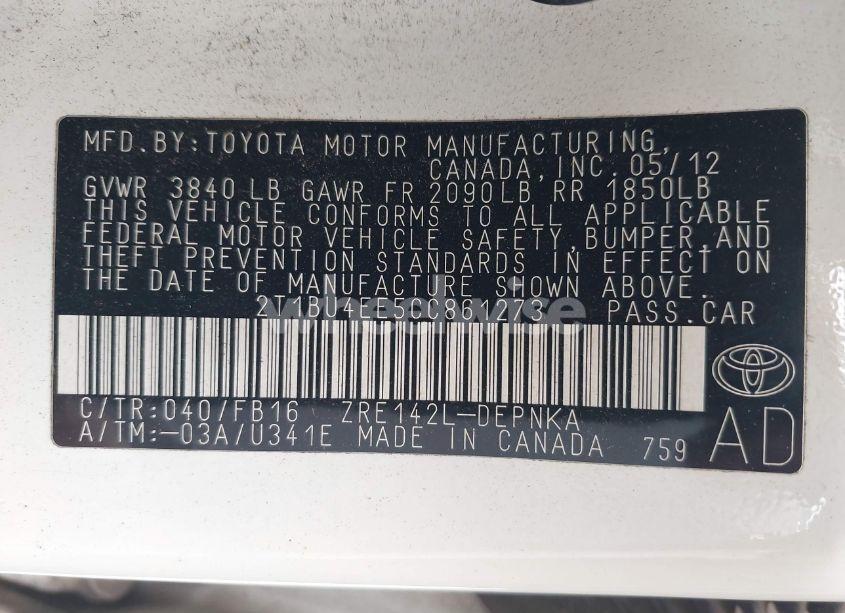 MFD.BY:TOYOTA MOTOR MANUFACTURING,
CANADA,INC. 05/12
GVWR 3840 LB GAWR FR 2090LB RR 1850LB
THIS VEHICLE CONFORMS TO ALL APPLICABLE
FEDERAL MOTOR VEHICLE SAFETY,BUMPER,AND
THEFT PREVENTION STANDARDS IN EFFECT ON
THE DATE OF MANUFACTURE SHOWN ABOVE.
PASS.CAR
wheelwise
C/TR:040/FB16 ZRE142L-DEPNKA
A/TM:-03A/U341E MADE IN CANADA 759
AD